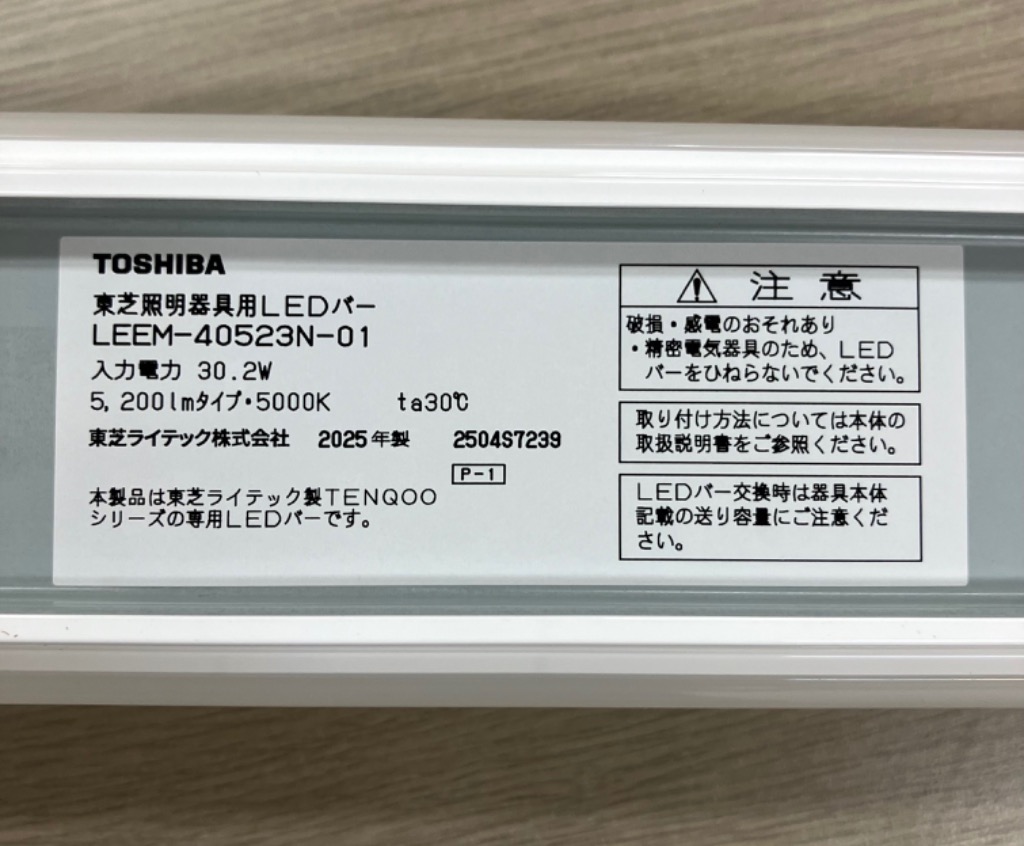 TOSHIBA
東芝照明器具用LEDバー
LEEM-40523N-01
入力電力 30.2W
5,200lmタイプ・5000K ta30℃
東芝ライテック株式会社 2025年製 2504S7239
P-1
本製品は東芝ライテック製TENQOO
シリーズの専用LEDバーです。
注意
破損・感電のおそれあり
・精密電気器具のため、LED
バーをひねらないでください。
取り付け方法については本体の
取扱説明書をご参照ください。
LEDバー交換時は器具本体
記載の送り容量にご注意くだ
さい。